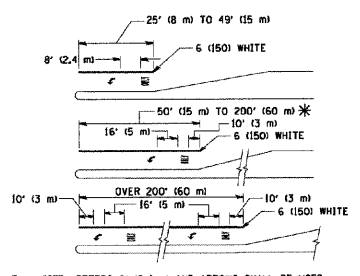 25' (8 m) TO 49' (15 m)
8' (2.4 m)
6 (150) WHITE
50' (15 m) TO 200' (60 m) *
16' (5 m)
10' (3 m)
6 (150) WHITE
OVER 200' (60 m)
10' (3 m)
16' (5 m)
10' (3 m)
6 (150) WHITE